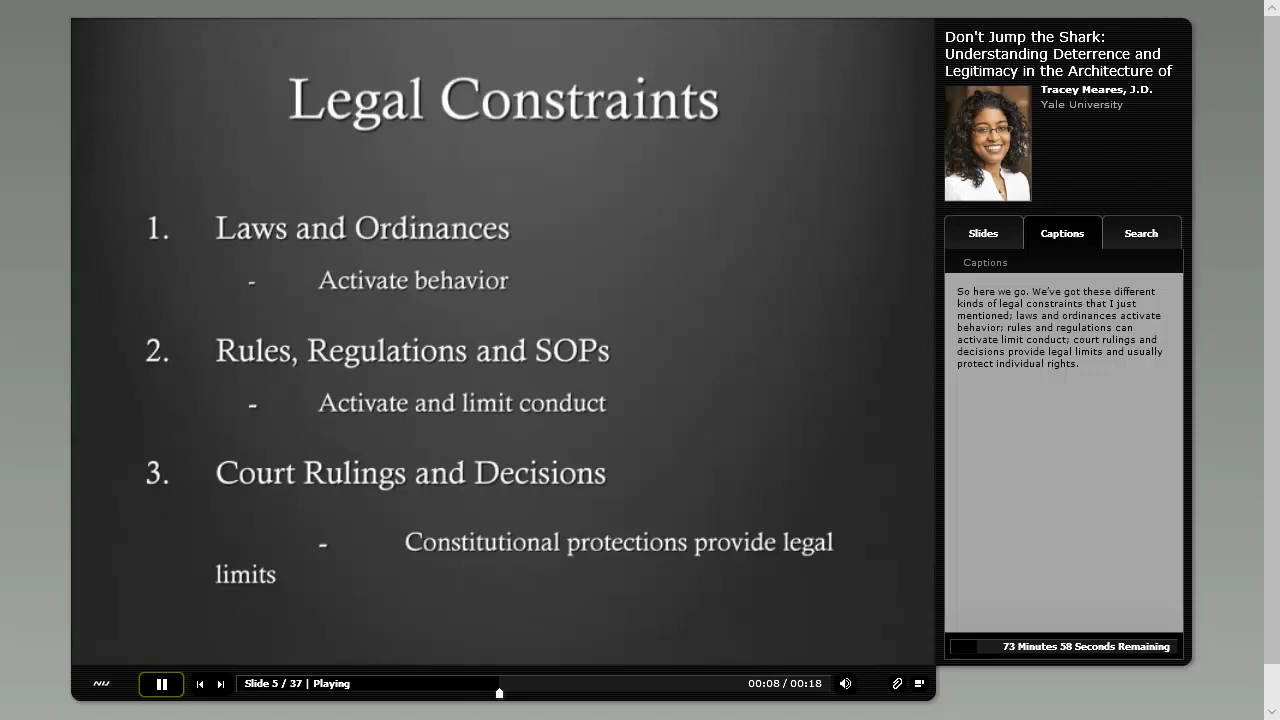 Legal Constraints
1. Laws and Ordinances
- Activate behavior
2. Rules, Regulations and SOPs
- Activate and limit conduct
3. Court Rulings and Decisions
- Constitutional protections provide legal
limits
Don't Jump the Shark:
Understanding Deterrence and
Legitimacy in the Architecture of
Tracey Meares, J.D.
Yale University
Slides Captions Search
Captions
So here we go. We've got these different
kinds of legal constraints that I just
mentioned; laws and ordinances activate
behavior; rules and regulations can
activate limit conduct; court rulings and
decisions provide legal limits and usually
protect individual rights.
73 Minutes 58 Seconds Remaining
Slide 5 / 37 | Playing 00:08 / 00:18